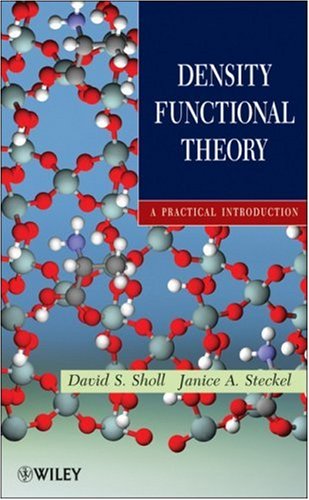 DENSITY
FUNCTIONAL
THEORY
A PRACTICAL INTRODUCTION
David S. Sholl Janice A. Steckel
WILEY